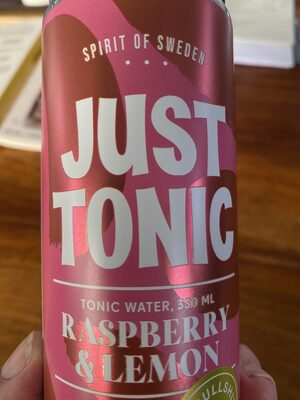 SPIRIT OF SWEDEN
JUST
TONIC
TONIC WATER, 330 ML
RASPBERRY
& LEMON